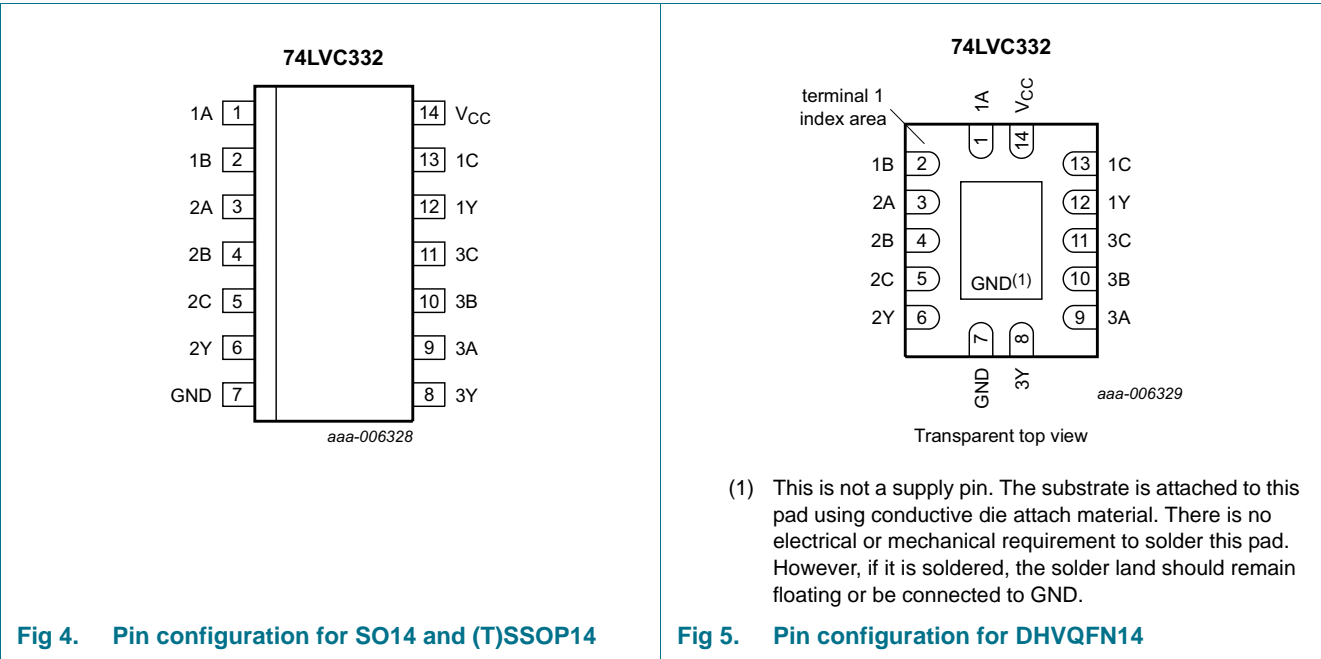 74LVC332
1A 1 14 VCC
1B 2 13 1C
2A 3 12 1Y
2B 4 11 3C
2C 5 10 3B
2Y 6 9 3A
GND 7 8 3Y
aaa-006328
Fig 4. Pin configuration for SO14 and (T)SSOP14
74LVC332
terminal 1
index area
1A VCC
1 14
1B 2 13 1C
2A 3 12 1Y
2B 4 11 3C
2C 5 GND(1) 10 3B
2Y 6 9 3A
7 8
GND 3Y
aaa-006329
Transparent top view
(1) This is not a supply pin. The substrate is attached to this
pad using conductive die attach material. There is no
electrical or mechanical requirement to solder this pad.
However, if it is soldered, the solder land should remain
floating or be connected to GND.
Fig 5. Pin configuration for DHVQFN14